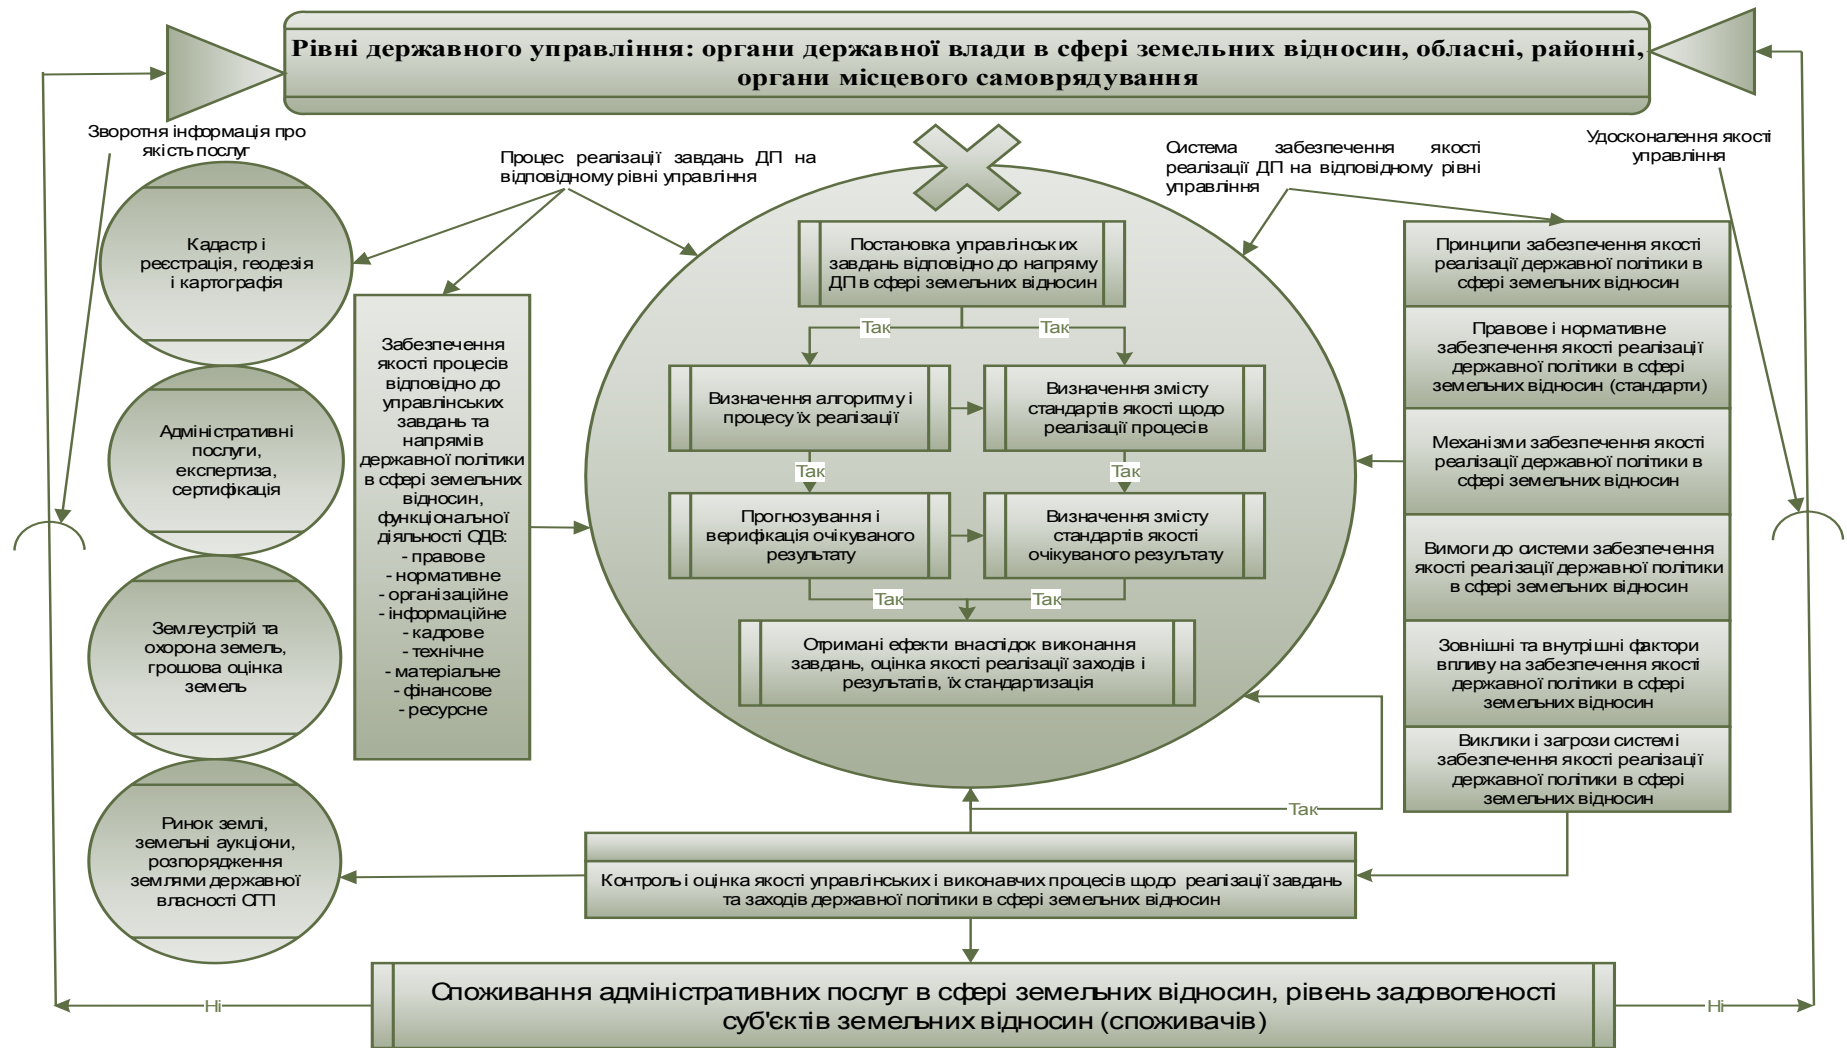 Рівні державного управління: органи державної влади в сфері земельних відносин, обласні, районні,
органи місцевого самоврядування
Зворотня інформація про
якість послуг
Процес реалізації завдань ДП на
відповідному рівні управління
Система забезпечення якості
реалізації ДП на відповідному рівні
управління
Удосконалення якості
управління
Кадастр і
реєстрація, геодезія
і картографія
Адміністративні
послуги,
експертиза,
сертифікація
Землеустрій та
охорона земель,
грошова оцінка
земель
Ринок землі,
земельні аукціони,
розпорядження
землями державної
власності СГП
Забезпечення
якості процесів
відповідно до
управлінських
завдань та
напрямів
державної політики
в сфері земельних
відносин,
функціональної
діяльності ОДВ:
- правове
- нормативне
- організаційне
- інформаційне
- кадрове
- технічне
- матеріальне
- фінансове
- ресурсне
Постановка управлінських
завдань відповідно до напряму
ДП в сфері земельних відносин
Так
Так
Визначення алгоритму і
процесу їх реалізації
Визначення змісту
стандартів якості щодо
реалізації процесів
Так
Так
Прогнозування і
верифікація очікуваного
результату
Визначення змісту
стандартів якості
очікуваного результату
Так
Так
Отримані ефекти внаслідок виконання
завдань, оцінка якості реалізації заходів і
результатів, їх стандартизація
Принципи забезпечення якості
реалізації державної політики в
сфері земельних відносин
Правове і нормативне
забезпечення якості реалізації
державної політики в сфері
земельних відносин (стандарти)
Механізми забезпечення якості
реалізації державної політики в
сфері земельних відносин
Вимоги до системи забезпечення
якості реалізації державної політики
в сфері земельних відносин
Зовнішні та внутрішні фактори
впливу на забезпечення якості
державної політики в сфері
земельних відносин
Виклики і загрози системі
забезпечення якості реалізації
державної політики в сфері
земельних відносин
Так
Контроль і оцінка якості управлінських і виконавчих процесів щодо реалізації завдань
та заходів державної політики в сфері земельних відносин
Ні
Споживання адміністративних послуг в сфері земельних відносин, рівень задоволеності
суб'єктів земельних відносин (споживачів)
Ні